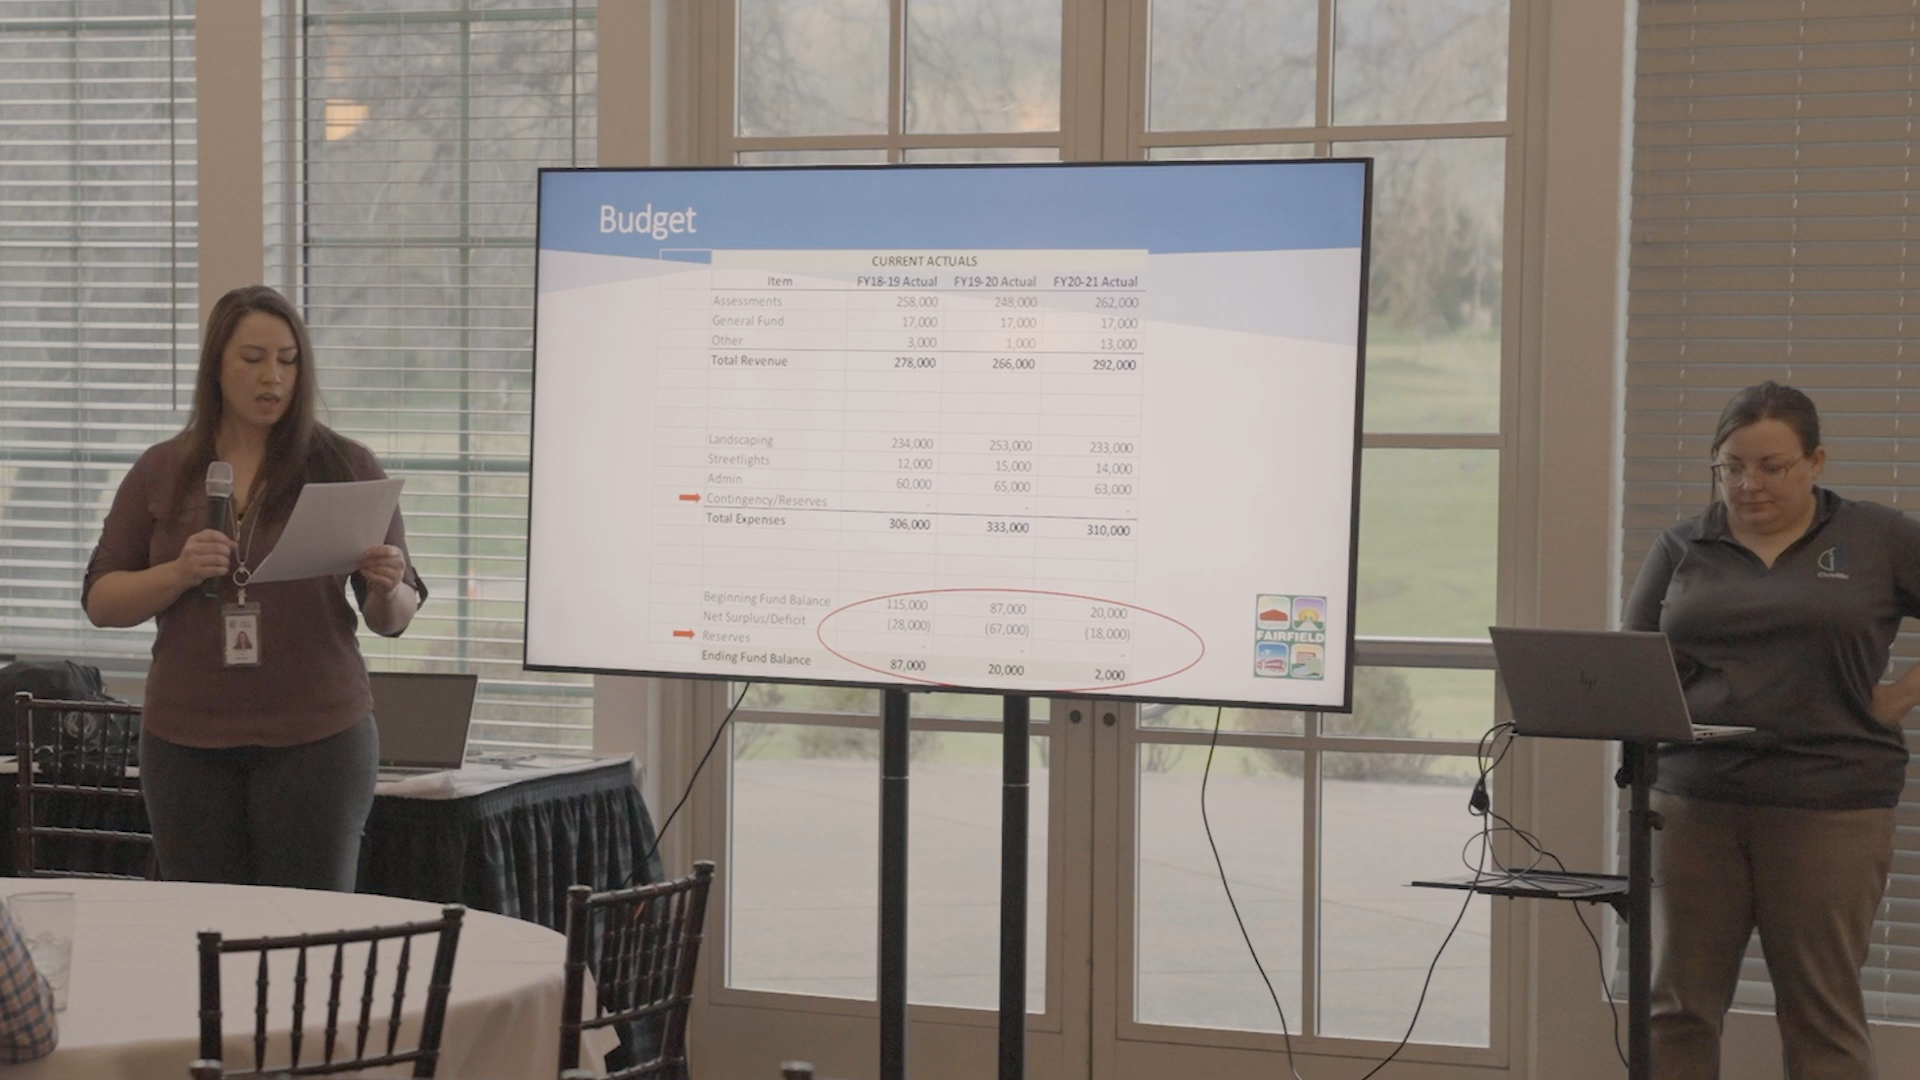 Budget
CURRENT ACTUALS
Item FY18-19 Actual FY19-20 Actual FY20-21 Actual
Assessments 258,000 248,000 262,000
General Fund 17,000 17,000 17,000
Other 3,000 1,000 13,000
Total Revenue 278,000 266,000 292,000
Landscaping 234,000 253,000 233,000
Streetlights 12,000 15,000 14,000
Admin 60,000 65,000 63,000
Contingency/Reserves - - -
Total Expenses 306,000 333,000 310,000
Beginning Fund Balance 115,000 87,000 20,000
Net Surplus/Deficit (28,000) (67,000) (18,000)
Reserves - - -
Ending Fund Balance 87,000 20,000 2,000
FAIRFIELD
hp